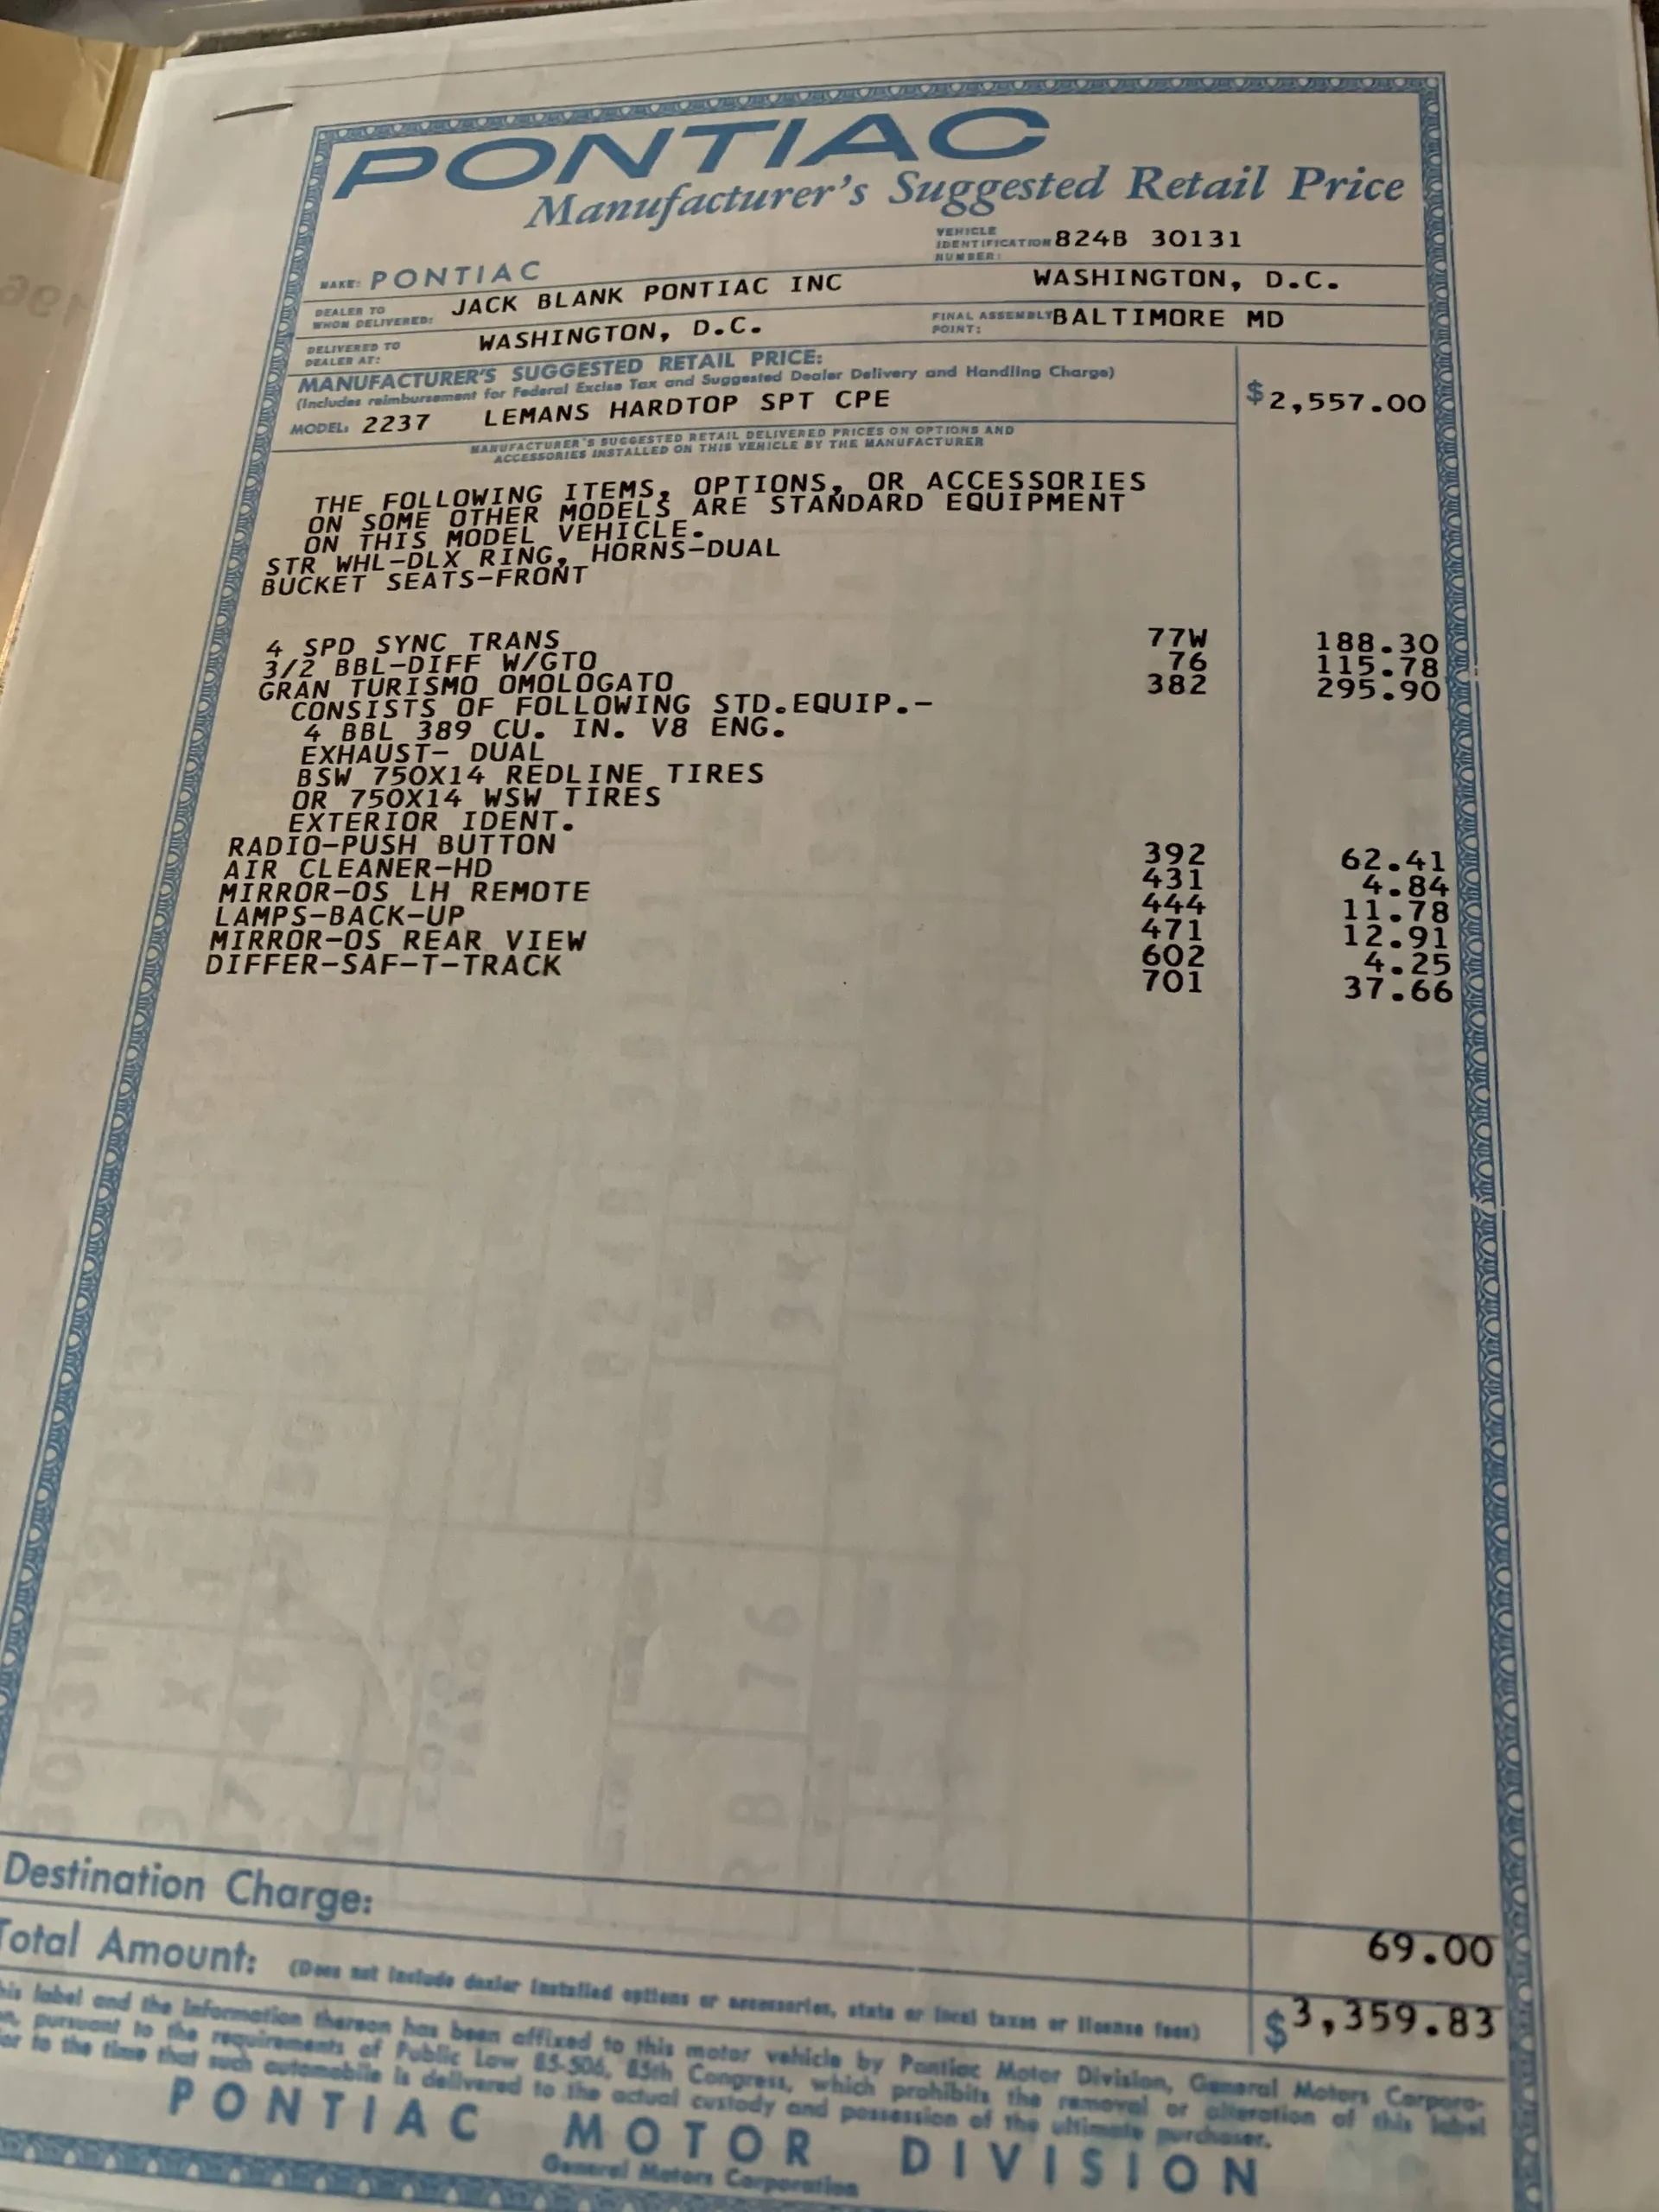 PONTIAC
Manufacturer's Suggested Retail Price
VEHICLE IDENTIFICATION NUMBER: 824B 30131
MAKE: PONTIAC
DEALER TO WHOM DELIVERED: JACK BLANK PONTIAC INC WASHINGTON, D.C.
DELIVERED TO DEALER AT: WASHINGTON, D.C. FINAL ASSEMBLY POINT: BALTIMORE MD
MANUFACTURER'S SUGGESTED RETAIL PRICE:
(Includes reimbursement for Federal Excise Tax and Suggested Dealer Delivery and Handling Charge)
MODEL: 2237 LEMANS HARDTOP SPT CPE $2,557.00
MANUFACTURER'S SUGGESTED RETAIL DELIVERED PRICES ON OPTIONS AND
ACCESSORIES INSTALLED ON THIS VEHICLE BY THE MANUFACTURER
THE FOLLOWING ITEMS, OPTIONS, OR ACCESSORIES
ON SOME OTHER MODELS ARE STANDARD EQUIPMENT
ON THIS MODEL VEHICLE.
STR WHL-DLX RING, HORNS-DUAL
BUCKET SEATS-FRONT
4 SPD SYNC TRANS 77W 188.30
3/2 BBL-DIFF W/GTO 76 115.78
GRAN TURISMO OMOLOGATO 382 295.90
CONSISTS OF FOLLOWING STD.EQUIP.-
4 BBL 389 CU. IN. V8 ENG.
EXHAUST- DUAL
BSW 750X14 REDLINE TIRES
OR 750X14 WSW TIRES
EXTERIOR IDENT.
RADIO-PUSH BUTTON 392 62.41
AIR CLEANER-HD 431 4.84
MIRROR-OS LH REMOTE 444 11.78
LAMPS-BACK-UP 471 12.91
MIRROR-OS REAR VIEW 602 4.25
DIFFER-SAF-T-TRACK 701 37.66
Destination Charge: 69.00
Total Amount: (Does not include dealer installed options or accessories, state or local taxes or license fees) $3,359.83
his label and the information thereon has been affixed to this motor vehicle by Pontiac Motor Division, General Motors Corpora-
n, pursuant to the requirements of Public Law 85-506, 85th Congress, which prohibits the removal or alteration of this label
or to the time that such automobile is delivered to the actual custody and possession of the ultimate purchaser.
PONTIAC MOTOR DIVISION
General Motors Corporation